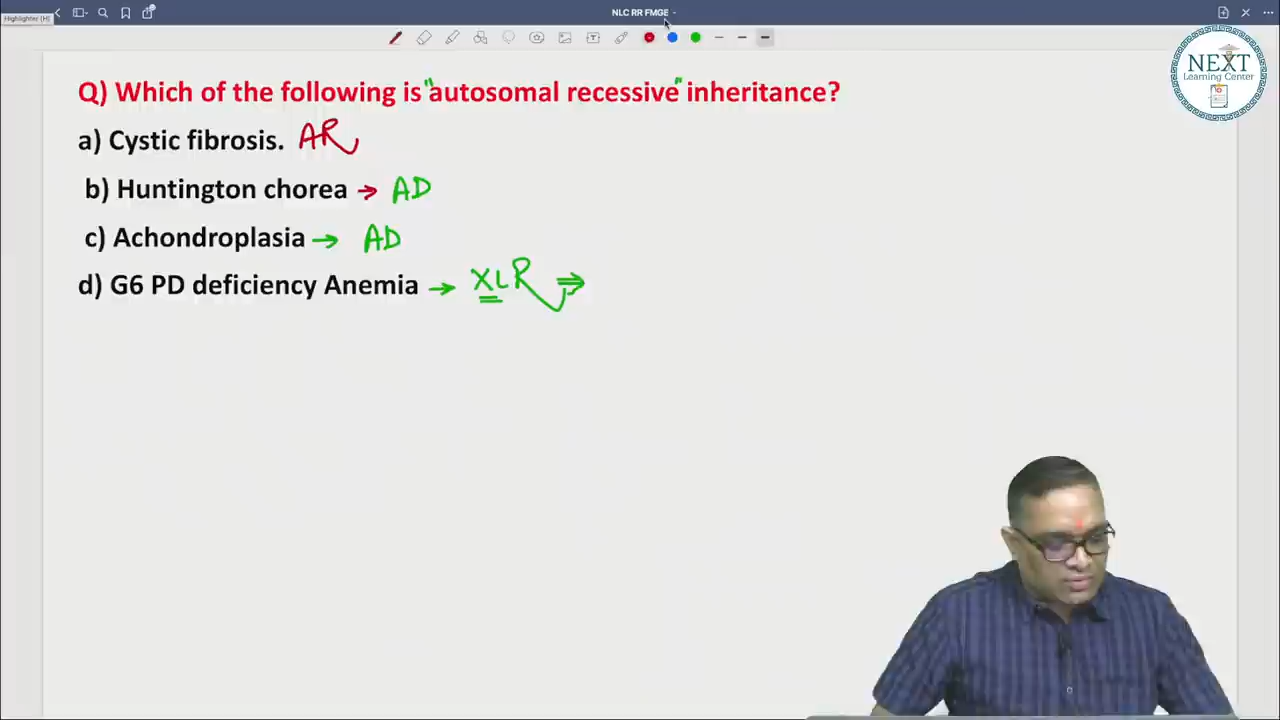 Highlighter (H)
NLC RR FMGE
NEXT
Learning Center
Q) Which of the following is "autosomal recessive" inheritance?
a) Cystic fibrosis. AR
b) Huntington chorea → AD
c) Achondroplasia → AD
d) G6 PD deficiency Anemia → XLR ⇒